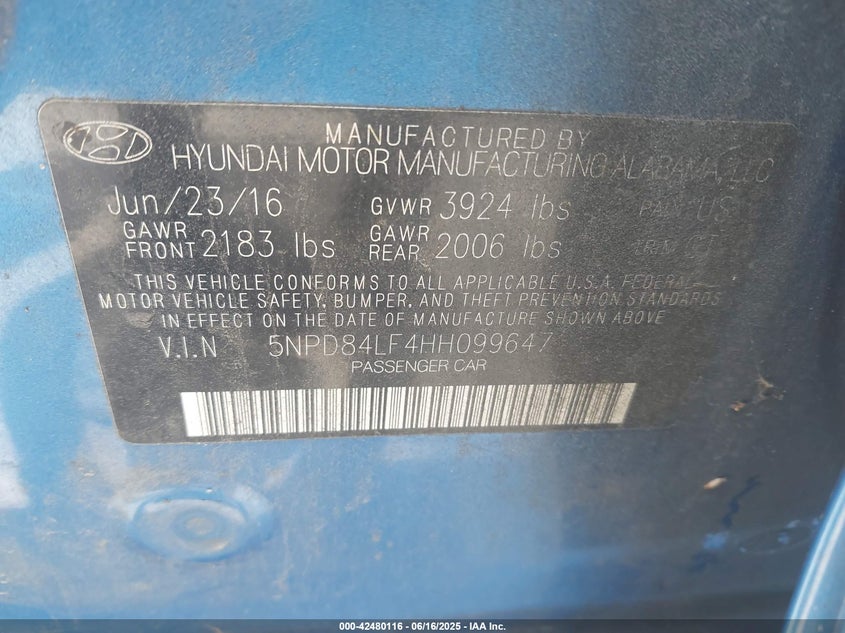 MANUFACTURED BY
HYUNDAI MOTOR MANUFACTURING ALABAMA, LLC
Jun/23/16 GVWR 3924 lbs US
GAWR FRONT 2183 lbs GAWR REAR 2006 lbs
THIS VEHICLE CONFORMS TO ALL APPLICABLE U.S.A. FEDERAL
MOTOR VEHICLE SAFETY, BUMPER, AND THEFT PREVENTION STANDARDS
IN EFFECT ON THE DATE OF MANUFACTURE SHOWN ABOVE
V.I.N 5NPD84LF4HH099647
PASSENGER CAR
000-42480116 - 06/16/2025 - IAA Inc.